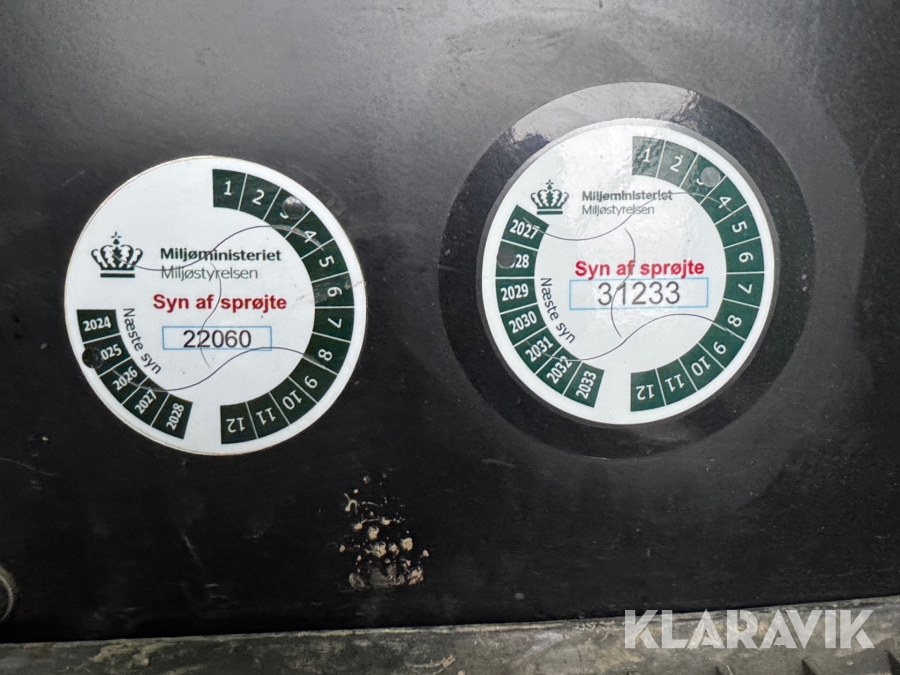 Miljøministeriet
Miljøstyrelsen
Syn af sprøjte
22060
Næste syn
1 2 4 5 6 7 8 9 10 11 12
2024
2025
2026
2027
2028
Miljøministeriet
Miljøstyrelsen
Syn af sprøjte
31233
Næste syn
1 2 4 5 6 7 8 9 10 11 12
2027
2028
2029
2030
2031
2032
2033
KLARAVIK